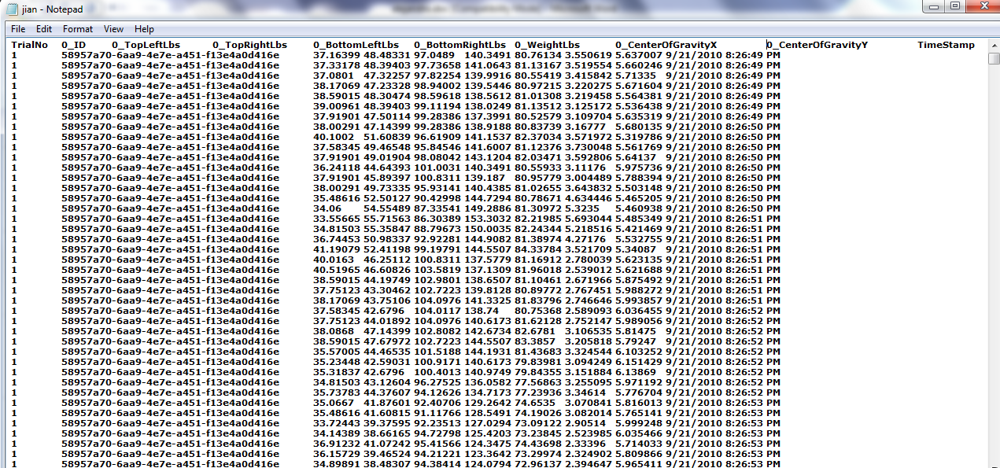 jian - Notepad
File Edit Format View Help
TrialNo 0_ID 0_TopLeftLbs 0_TopRightLbs 0_BottomLeftLbs 0_BottomRightLbs 0_WeightLbs 0_CenterOfGravityX 0_CenterOfGravityY TimeStamp
1 58957a70-6aa9-4e7e-a451-f13e4a0d416e 37.16399 48.48331 97.0489 140.3491 80.76134 3.550619 5.637007 9/21/2010 8:26:49 PM
1 58957a70-6aa9-4e7e-a451-f13e4a0d416e 37.33178 48.39403 97.73658 141.0643 81.13167 3.519554 5.660246 9/21/2010 8:26:49 PM
1 58957a70-6aa9-4e7e-a451-f13e4a0d416e 37.0801 47.32257 97.82254 139.9916 80.55419 3.415842 5.71335 9/21/2010 8:26:49 PM
1 58957a70-6aa9-4e7e-a451-f13e4a0d416e 38.17069 47.23328 98.94002 139.5446 80.97215 3.220275 5.671604 9/21/2010 8:26:49 PM
1 58957a70-6aa9-4e7e-a451-f13e4a0d416e 38.59015 48.30474 98.59618 138.5612 81.01308 3.219458 5.564381 9/21/2010 8:26:49 PM
1 58957a70-6aa9-4e7e-a451-f13e4a0d416e 39.00961 48.39403 99.11194 138.0249 81.13512 3.125172 5.536438 9/21/2010 8:26:49 PM
1 58957a70-6aa9-4e7e-a451-f13e4a0d416e 37.91901 47.50114 99.28386 137.3991 80.52579 3.109704 5.635319 9/21/2010 8:26:49 PM
1 58957a70-6aa9-4e7e-a451-f13e4a0d416e 38.00291 47.14399 99.28386 138.9188 80.83739 3.16777 5.680135 9/21/2010 8:26:50 PM
1 58957a70-6aa9-4e7e-a451-f13e4a0d416e 40.1002 51.60839 96.61909 141.1537 82.37034 3.571972 5.319786 9/21/2010 8:26:50 PM
1 58957a70-6aa9-4e7e-a451-f13e4a0d416e 37.58345 49.46548 95.84546 141.6007 81.12376 3.730048 5.561769 9/21/2010 8:26:50 PM
1 58957a70-6aa9-4e7e-a451-f13e4a0d416e 37.91901 49.01904 98.08042 143.1204 82.03471 3.592806 5.64137 9/21/2010 8:26:50 PM
1 58957a70-6aa9-4e7e-a451-f13e4a0d416e 36.24118 44.64393 101.0031 140.3491 80.55933 3.11176 5.975736 9/21/2010 8:26:50 PM
1 58957a70-6aa9-4e7e-a451-f13e4a0d416e 37.91901 45.89397 100.8311 139.187 80.95779 3.004489 5.788394 9/21/2010 8:26:50 PM
1 58957a70-6aa9-4e7e-a451-f13e4a0d416e 38.00291 49.73335 95.93141 140.4385 81.02655 3.643832 5.503148 9/21/2010 8:26:50 PM
1 58957a70-6aa9-4e7e-a451-f13e4a0d416e 35.48616 52.50127 90.42998 144.7294 80.78671 4.634446 5.465205 9/21/2010 8:26:50 PM
1 58957a70-6aa9-4e7e-a451-f13e4a0d416e 34.06 54.55489 87.33541 149.2886 81.30972 5.3235 5.460938 9/21/2010 8:26:50 PM
1 58957a70-6aa9-4e7e-a451-f13e4a0d416e 33.55665 55.71563 86.30389 153.3032 82.21985 5.693044 5.485349 9/21/2010 8:26:51 PM
1 58957a70-6aa9-4e7e-a451-f13e4a0d416e 34.81503 55.35847 88.79673 150.0035 82.24344 5.218516 5.421469 9/21/2010 8:26:51 PM
1 58957a70-6aa9-4e7e-a451-f13e4a0d416e 36.74453 50.98337 92.92281 144.9082 81.38974 4.27176 5.532755 9/21/2010 8:26:51 PM
1 58957a70-6aa9-4e7e-a451-f13e4a0d416e 41.19079 52.41198 99.19791 144.5507 84.33784 3.521709 5.34087 9/21/2010 8:26:51 PM
1 58957a70-6aa9-4e7e-a451-f13e4a0d416e 40.0163 46.25112 100.8311 137.5779 81.16912 2.780039 5.623135 9/21/2010 8:26:51 PM
1 58957a70-6aa9-4e7e-a451-f13e4a0d416e 40.51965 46.60826 103.5819 137.1309 81.96018 2.539012 5.621688 9/21/2010 8:26:51 PM
1 58957a70-6aa9-4e7e-a451-f13e4a0d416e 38.59015 44.19749 102.9801 138.6507 81.10461 2.671966 5.875492 9/21/2010 8:26:51 PM
1 58957a70-6aa9-4e7e-a451-f13e4a0d416e 37.75123 43.30462 102.7223 139.8128 80.89772 2.767451 5.988272 9/21/2010 8:26:51 PM
1 58957a70-6aa9-4e7e-a451-f13e4a0d416e 38.17069 43.75106 104.0976 141.3325 81.83796 2.746646 5.993857 9/21/2010 8:26:51 PM
1 58957a70-6aa9-4e7e-a451-f13e4a0d416e 37.58345 42.6796 104.0117 138.74 80.75368 2.589093 6.036455 9/21/2010 8:26:52 PM
1 58957a70-6aa9-4e7e-a451-f13e4a0d416e 37.75123 44.01892 104.0976 140.6173 81.62128 2.752147 5.989056 9/21/2010 8:26:52 PM
1 58957a70-6aa9-4e7e-a451-f13e4a0d416e 38.0868 47.14399 102.8082 142.6734 82.6781 3.106535 5.81475 9/21/2010 8:26:52 PM
1 58957a70-6aa9-4e7e-a451-f13e4a0d416e 38.59015 47.67972 102.7223 144.5507 83.3857 3.205818 5.79247 9/21/2010 8:26:52 PM
1 58957a70-6aa9-4e7e-a451-f13e4a0d416e 35.57005 44.46535 101.5188 144.1931 81.43683 3.324544 6.103252 9/21/2010 8:26:52 PM
1 58957a70-6aa9-4e7e-a451-f13e4a0d416e 35.23448 42.59031 100.9171 140.6173 79.83981 3.094249 6.151429 9/21/2010 8:26:52 PM
1 58957a70-6aa9-4e7e-a451-f13e4a0d416e 35.31837 42.6796 100.4013 140.9749 79.84355 3.151884 6.13869 9/21/2010 8:26:52 PM
1 58957a70-6aa9-4e7e-a451-f13e4a0d416e 34.81503 43.12604 96.27525 136.0582 77.56863 3.255095 5.971192 9/21/2010 8:26:52 PM
1 58957a70-6aa9-4e7e-a451-f13e4a0d416e 35.73783 44.37607 94.12626 134.7173 77.23936 3.34614 5.776704 9/21/2010 8:26:52 PM
1 58957a70-6aa9-4e7e-a451-f13e4a0d416e 35.0667 41.87601 92.40706 129.2642 74.6535 3.070841 5.816013 9/21/2010 8:26:53 PM
1 58957a70-6aa9-4e7e-a451-f13e4a0d416e 35.48616 41.60815 91.11766 128.5491 74.19026 3.082014 5.765141 9/21/2010 8:26:53 PM
1 58957a70-6aa9-4e7e-a451-f13e4a0d416e 33.72443 39.37595 92.23513 127.0294 73.09122 2.90514 5.999248 9/21/2010 8:26:53 PM
1 58957a70-6aa9-4e7e-a451-f13e4a0d416e 34.14389 38.66165 94.72798 125.4203 73.23845 2.523985 6.035466 9/21/2010 8:26:53 PM
1 58957a70-6aa9-4e7e-a451-f13e4a0d416e 36.91232 41.07242 95.41566 124.3475 74.43698 2.33396 5.714033 9/21/2010 8:26:53 PM
1 58957a70-6aa9-4e7e-a451-f13e4a0d416e 36.15729 39.46524 94.21221 123.3642 73.29974 2.324902 5.809866 9/21/2010 8:26:53 PM
1 58957a70-6aa9-4e7e-a451-f13e4a0d416e 34.89891 38.48307 94.38414 124.0794 72.96137 2.394647 5.965411 9/21/2010 8:26:53 PM